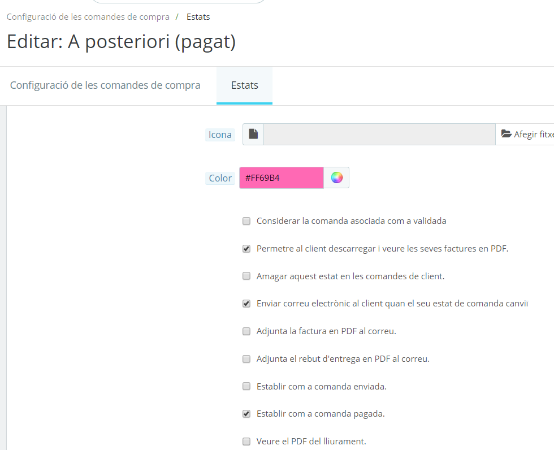 Configuració de les comandes de compra / Estats
Editar: A posteriori (pagat)
Configuració de les comandes de compra Estats
Icona Afegir fitxe
Color #FF69B4
Considerar la comanda asociada com a validada
Permetre al client descarregar i veure les seves factures en PDF.
Amagar aquest estat en les comandes de client.
Enviar correu electrònic al client quan el seu estat de comanda canvii
Adjunta la factura en PDF al correu.
Adjunta el rebut d'entrega en PDF al correu.
Establir com a comanda enviada.
Establir com a comanda pagada.
Veure el PDF del lliurament.